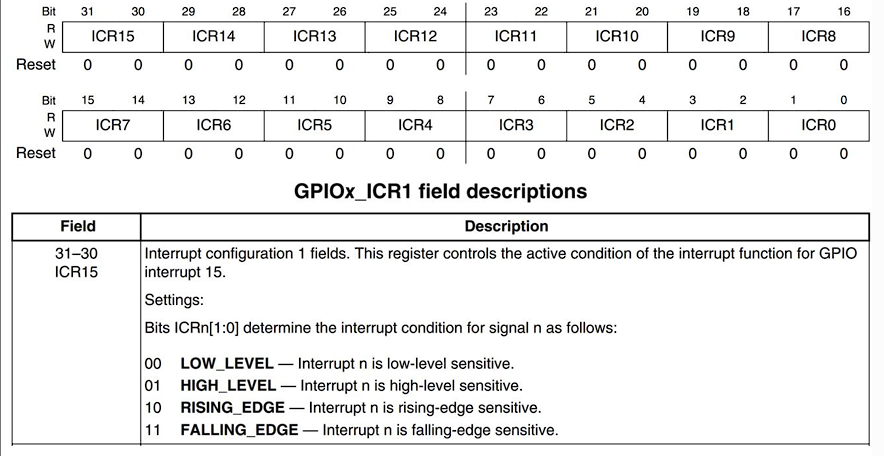 Bit 31 30 29 28 27 26 25 24 23 22 21 20 19 18 17 16
R
W
ICR15 ICR14 ICR13 ICR12 ICR11 ICR10 ICR9 ICR8
Reset 0 0 0 0 0 0 0 0 0 0 0 0 0 0 0 0
Bit 15 14 13 12 11 10 9 8 7 6 5 4 3 2 1 0
R
W
ICR7 ICR6 ICR5 ICR4 ICR3 ICR2 ICR1 ICR0
Reset 0 0 0 0 0 0 0 0 0 0 0 0 0 0 0 0
GPIOx_ICR1 field descriptions
Field Description
31–30
ICR15
Interrupt configuration 1 fields. This register controls the active condition of the interrupt function for GPIO
interrupt 15.
Settings:
Bits ICRn[1:0] determine the interrupt condition for signal n as follows:
00 LOW_LEVEL — Interrupt n is low-level sensitive.
01 HIGH_LEVEL — Interrupt n is high-level sensitive.
10 RISING_EDGE — Interrupt n is rising-edge sensitive.
11 FALLING_EDGE — Interrupt n is falling-edge sensitive.